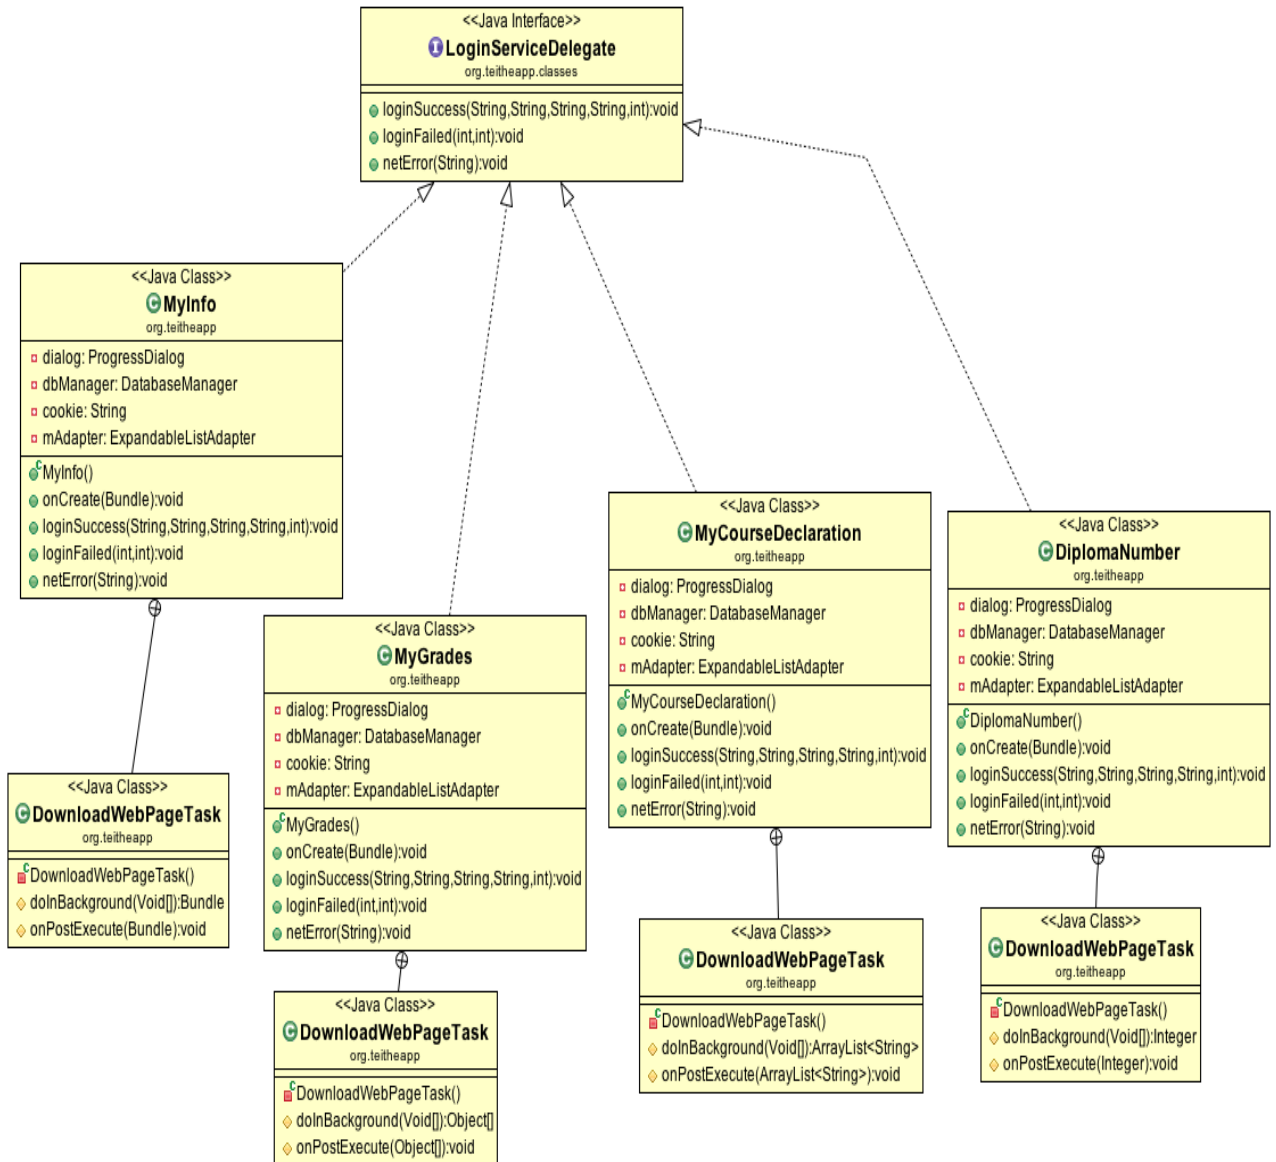 <<Java Interface>>
LoginServiceDelegate
org.teitheapp.classes
loginSuccess(String,String,String,String,int):void
loginFailed(int,int):void
netError(String):void
<<Java Class>>
MyInfo
org.teitheapp
dialog: ProgressDialog
dbManager: DatabaseManager
cookie: String
mAdapter: ExpandableListAdapter
MyInfo()
onCreate(Bundle):void
loginSuccess(String,String,String,String,int):void
loginFailed(int,int):void
netError(String):void
<<Java Class>>
MyGrades
org.teitheapp
dialog: ProgressDialog
dbManager: DatabaseManager
cookie: String
mAdapter: ExpandableListAdapter
MyGrades()
onCreate(Bundle):void
loginSuccess(String,String,String,String,int):void
loginFailed(int,int):void
netError(String):void
<<Java Class>>
MyCourseDeclaration
org.teitheapp
dialog: ProgressDialog
dbManager: DatabaseManager
cookie: String
mAdapter: ExpandableListAdapter
MyCourseDeclaration()
onCreate(Bundle):void
loginSuccess(String,String,String,String,int):void
loginFailed(int,int):void
netError(String):void
<<Java Class>>
DiplomaNumber
org.teitheapp
dialog: ProgressDialog
dbManager: DatabaseManager
cookie: String
mAdapter: ExpandableListAdapter
DiplomaNumber()
onCreate(Bundle):void
loginSuccess(String,String,String,String,int):void
loginFailed(int,int):void
netError(String):void
<<Java Class>>
DownloadWebPageTask
org.teitheapp
DownloadWebPageTask()
doInBackground(Void[]):Bundle
onPostExecute(Bundle):void
<<Java Class>>
DownloadWebPageTask
org.teitheapp
DownloadWebPageTask()
doInBackground(Void[]):Object[]
onPostExecute(Object[]):void
<<Java Class>>
DownloadWebPageTask
org.teitheapp
DownloadWebPageTask()
doInBackground(Void[]):ArrayList<String>
onPostExecute(ArrayList<String>):void
<<Java Class>>
DownloadWebPageTask
org.teitheapp
DownloadWebPageTask()
doInBackground(Void[]):Integer
onPostExecute(Integer):void